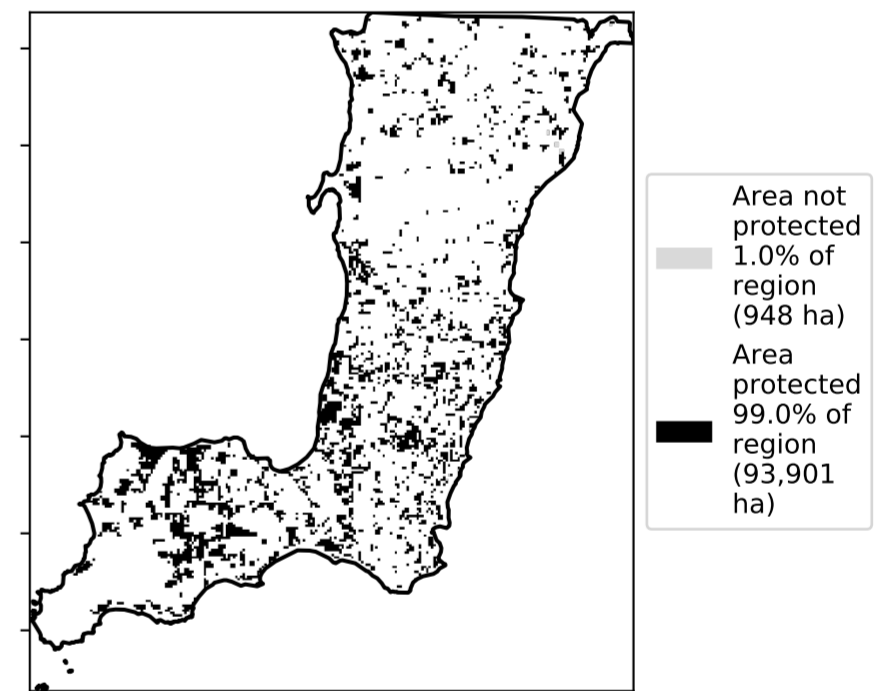 Area not
protected
1.0% of
region
(948 ha)
Area
protected
99.0% of
region
(93,901
ha)